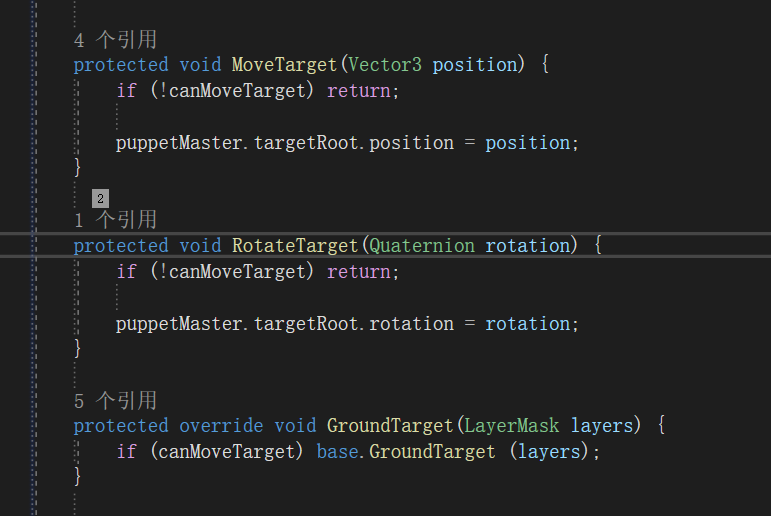 4 个引用
protected void MoveTarget(Vector3 position) {
if (!canMoveTarget) return;
puppetMaster.targetRoot.position = position;
}
2
1 个引用
protected void RotateTarget(Quaternion rotation) {
if (!canMoveTarget) return;
puppetMaster.targetRoot.rotation = rotation;
}
5 个引用
protected override void GroundTarget(LayerMask layers) {
if (canMoveTarget) base.GroundTarget (layers);
}